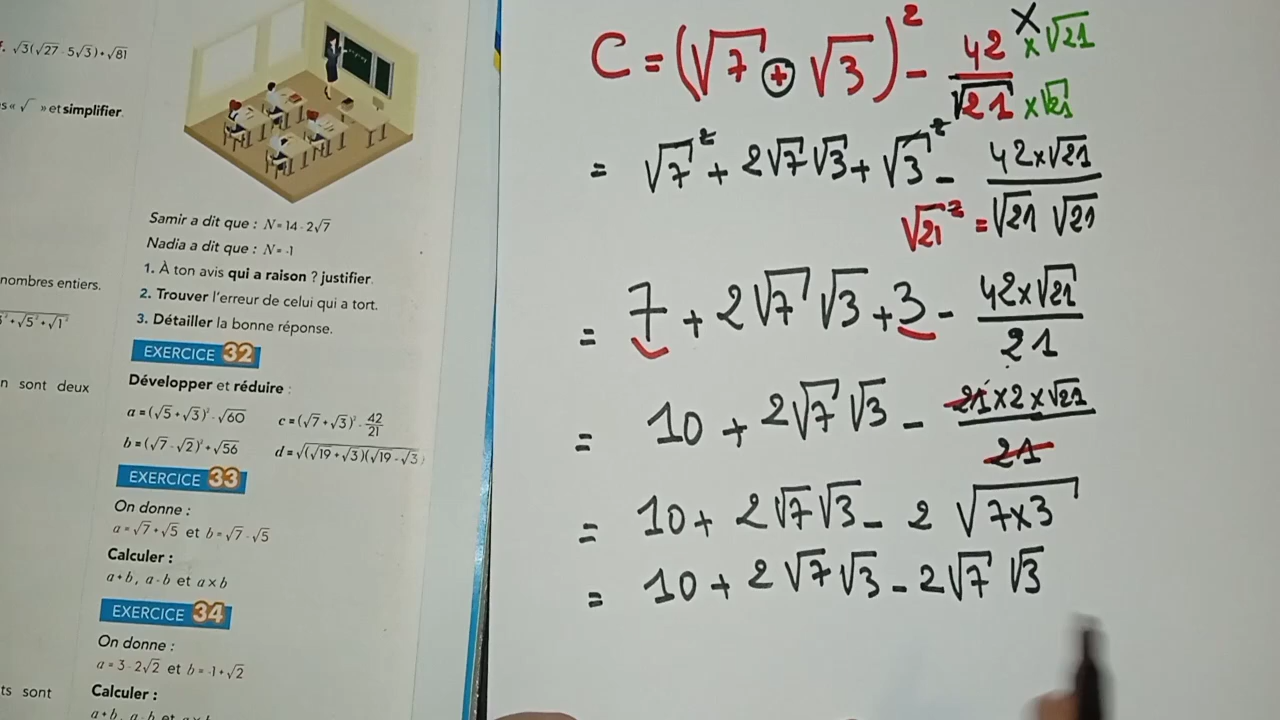 f. √3(√27 - 5√3) + √81
s « √ » et simplifier.
Samir a dit que : N = 14 - 2√7
Nadia a dit que : N = -1
1. À ton avis qui a raison ? justifier.
2. Trouver l'erreur de celui qui a tort.
3. Détailler la bonne réponse.
nombres entiers.
² + √5² + √1²
n sont deux
EXERCICE 32
Développer et réduire :
a = (√5 + √3)² - √60
c = (√7 + √3)² - 42/21
b = (√7 - √2)² + √56
d = √(√19 + √3)(√19 - √3)
EXERCICE 33
On donne :
a = √7 + √5 et b = √7 - √5
Calculer :
a + b, a - b et a × b
EXERCICE 34
On donne :
a = 3 - 2√2 et b = -1 + √2
ts sont
Calculer :
a + b, a - b et a × b
C = (√7 + √3)² - 42/√21 × ×√21 ×√21
= √7² + 2√7√3 + √3² - 42×√21/√21 √21
√21² =
= 7 + 2√7√3 + 3 - 42×√21/21
= 10 + 2√7√3 - 21×2×√21/21
= 10 + 2√7√3 - 2√7×3
= 10 + 2√7√3 - 2√7 √3